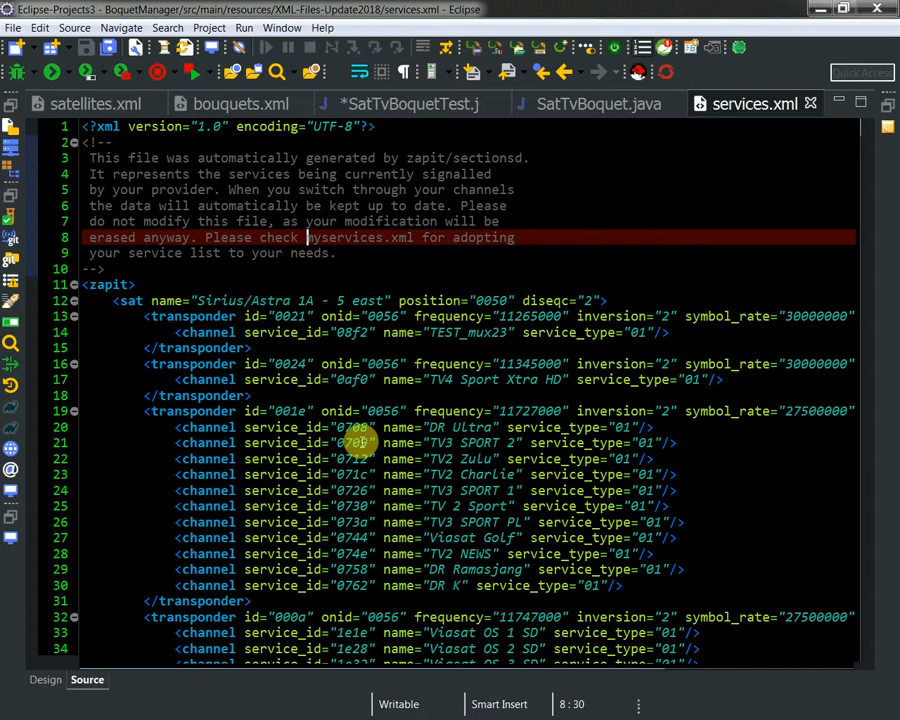 Eclipse-Projects3 - BoquetManager/src/main/resources/XML-Files-Update2018/services.xml - Eclipse
File Edit Source Navigate Search Project Run Window Help
Quick Access
satellites.xml bouquets.xml *SatTvBoquetTest.j SatTvBoquet.java services.xml
1 <?xml version="1.0" encoding="UTF-8"?>
2 <!--
3 This file was automatically generated by zapit/sectionsd.
4 It represents the services being currently signalled
5 by your provider. When you switch through your channels
6 the data will automatically be kept up to date. Please
7 do not modify this file, as your modification will be
8 erased anyway. Please check myservices.xml for adopting
9 your service list to your needs.
10 -->
11 <zapit>
12 <sat name="Sirius/Astra 1A - 5 east" position="0050" diseqc="2">
13 <transponder id="0021" onid="0056" frequency="11265000" inversion="2" symbol_rate="30000000"
14 <channel service_id="08f2" name="TEST_mux23" service_type="01"/>
15 </transponder>
16 <transponder id="0024" onid="0056" frequency="11345000" inversion="2" symbol_rate="30000000"
17 <channel service_id="0af0" name="TV4 Sport Xtra HD" service_type="01"/>
18 </transponder>
19 <transponder id="001e" onid="0056" frequency="11727000" inversion="2" symbol_rate="27500000"
20 <channel service_id="0708" name="DR Ultra" service_type="01"/>
21 <channel service_id="0709" name="TV3 SPORT 2" service_type="01"/>
22 <channel service_id="0712" name="TV2 Zulu" service_type="01"/>
23 <channel service_id="071c" name="TV2 Charlie" service_type="01"/>
24 <channel service_id="0726" name="TV3 SPORT 1" service_type="01"/>
25 <channel service_id="0730" name="TV 2 Sport" service_type="01"/>
26 <channel service_id="073a" name="TV3 SPORT PL" service_type="01"/>
27 <channel service_id="0744" name="Viasat Golf" service_type="01"/>
28 <channel service_id="074e" name="TV2 NEWS" service_type="01"/>
29 <channel service_id="0758" name="DR Ramasjang" service_type="01"/>
30 <channel service_id="0762" name="DR K" service_type="01"/>
31 </transponder>
32 <transponder id="000a" onid="0056" frequency="11747000" inversion="2" symbol_rate="27500000"
33 <channel service_id="1e1e" name="Viasat OS 1 SD" service_type="01"/>
34 <channel service_id="1e28" name="Viasat OS 2 SD" service_type="01"/>
<channel service_id="1e32" name="Viasat OS 3 SD" service_type="01"/>
Design Source
Writable Smart Insert 8 : 30